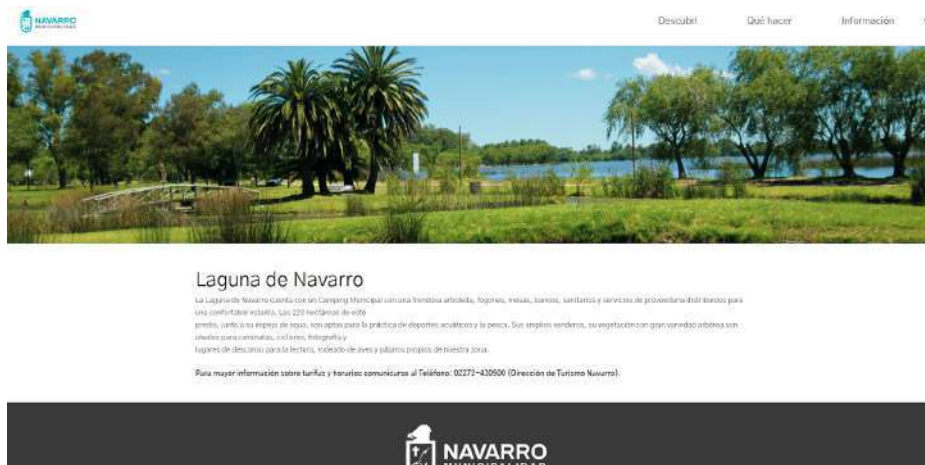 NAVARRO
Descubrí
Qué hacer
Información
Laguna de Navarro
La Laguna de Navarro cuenta con un Camping Municipal con una frondosa arboleda, fogones, mesas, bancos, sanitarios y servicios de proveeduría distribuidos para
una confortable estadía. Las 220 hectáreas de este
predio, junto a su espejo de agua, son aptas para la práctica de deportes acuáticos y la pesca. Sus amplios senderos, su vegetación con gran variedad arbórea son
ideales para caminatas, ciclismo, fotografía y
lugares de descanso para la lectura, rodeado de aves y pájaros propios de nuestra zona.
Para mayor información sobre tarifas y horarios comunicarse al Teléfono: 02272-430500 (Dirección de Turismo Navarro).
NAVARRO
MUNICIPALIDAD